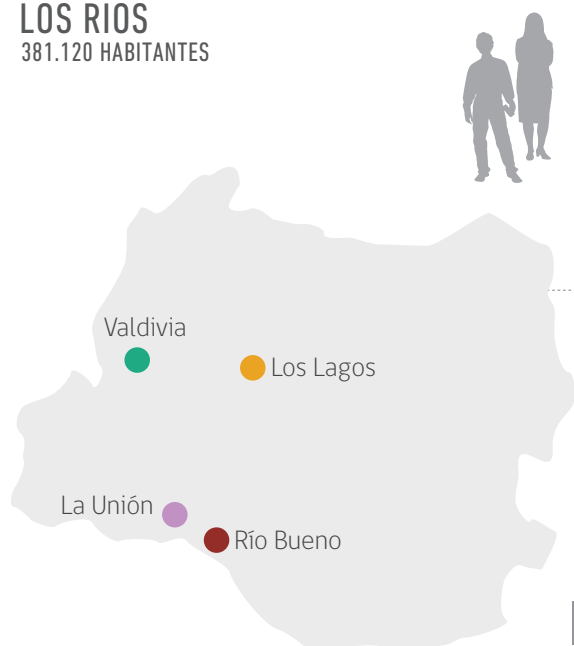 LOS RIOS
381.120 HABITANTES
Valdivia
Los Lagos
La Unión
Río Bueno